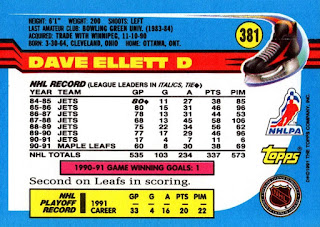 HEIGHT: 6'1" WEIGHT: 200 SHOOTS: LEFT
LAST AMATEUR CLUB: BOWLING GREEN UNIV. (1983-84)
ACQUIRED: TRADE WITH WINNIPEG, 11-10-90
BORN: 3-30-64, CLEVELAND, OHIO HOME: OTTAWA, ONT.
381
DAVE ELLETT D
NHL RECORD (LEAGUE LEADERS IN ITALICS, TIE◆)
YEAR TEAM GP G A PTS PIM
84-85 JETS 80◆ 11 27 38 85
85-86 JETS 80 15 31 46 96
86-87 JETS 78 13 31 44 53
87-88 JETS 68 13 45 58 106
88-89 JETS 75 22 34 56 62
89-90 JETS 77 17 29 46 96
90-91 JETS 17 4 7 11 6
90-91 MAPLE LEAFS 60 8 30 38 69
NHL TOTALS 535 103 234 337 573
1990-91 GAME WINNING GOALS: 1
Second on Leafs in scoring.
NHL PLAYOFF RECORD
GP G A PTS PIM
1991
CAREER 33 4 16 20 22
NHLPA
TOPPS